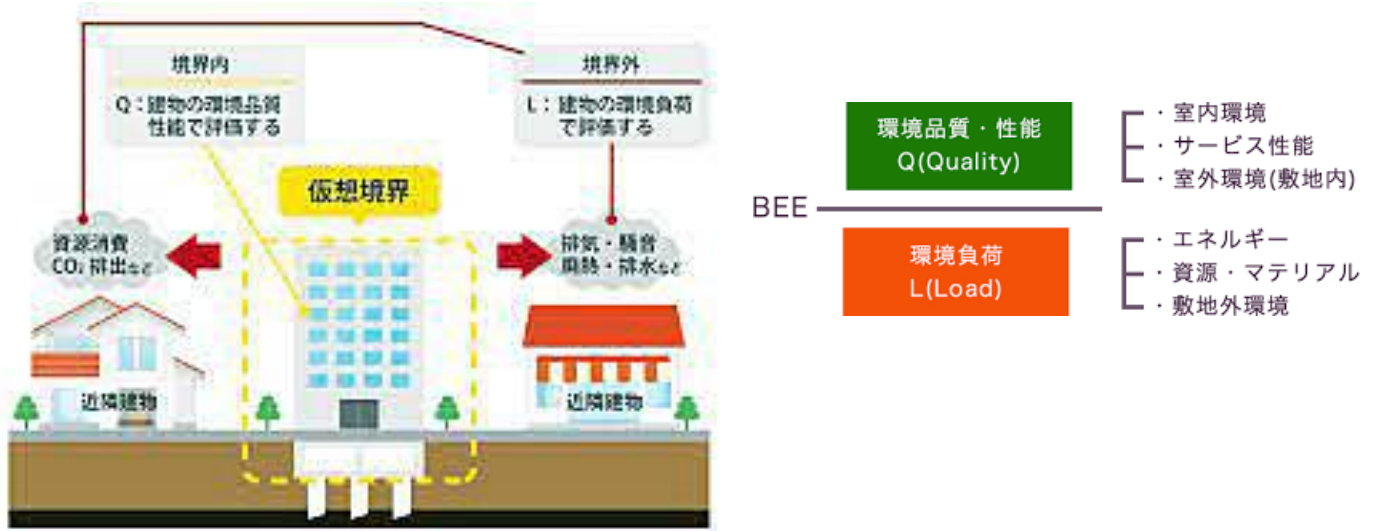 境界内
Q：建物の環境品質
性能で評価する
境界外
L：建物の環境負荷
で評価する
仮想境界
資源消費
CO₂ 排出など
排気・騒音
風熱・排水など
近隣建物
近隣建物
BEE
環境品質・性能
Q(Quality)
・室内環境
・サービス性能
・室外環境(敷地内)
環境負荷
L(Load)
・エネルギー
・資源・マテリアル
・敷地外環境